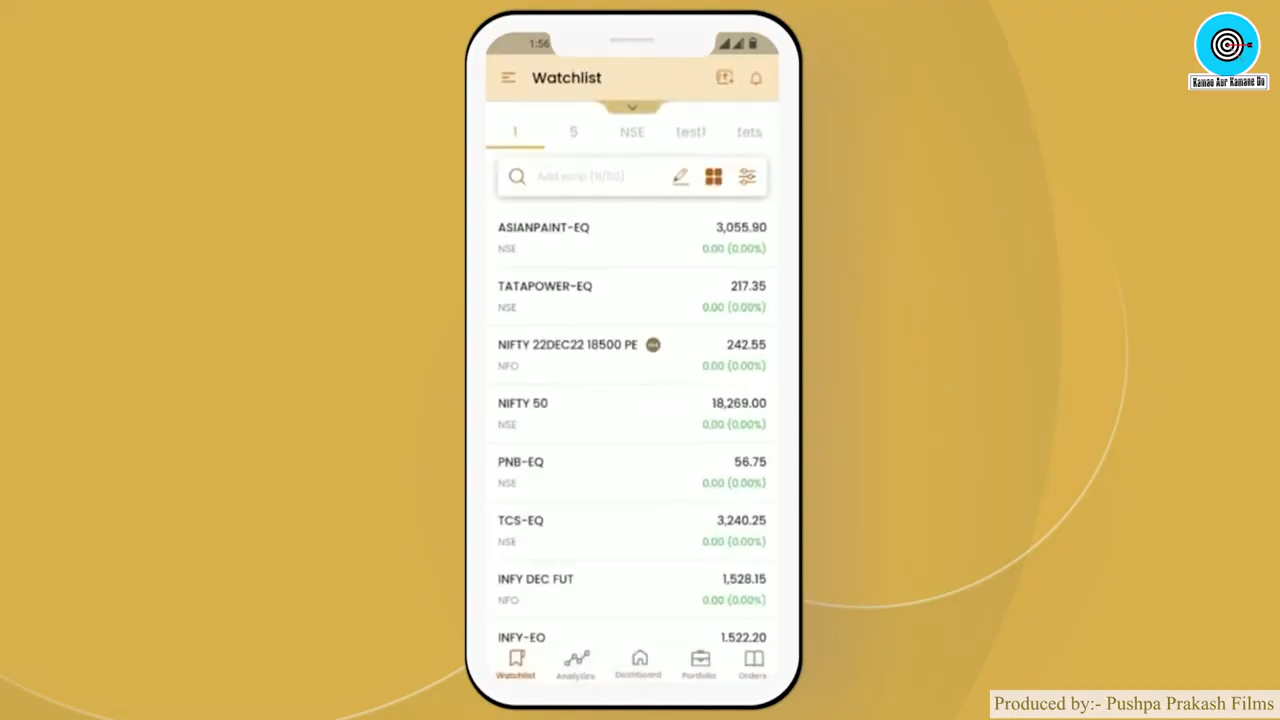 1:56
Watchlist
1 5 NSE test1 tets
Add scrip (11/50)
ASIANPAINT-EQ 3,055.90
NSE 0.00 (0.00%)
TATAPOWER-EQ 217.35
NSE 0.00 (0.00%)
NIFTY 22DEC22 18500 PE 242.55
NFO 0.00 (0.00%)
NIFTY 50 18,269.00
NSE 0.00 (0.00%)
PNB-EQ 56.75
NSE 0.00 (0.00%)
TCS-EQ 3,240.25
NSE 0.00 (0.00%)
INFY DEC FUT 1,528.15
NFO 0.00 (0.00%)
INFY-EQ 1,522.20
Watchlist Analytics Dashboard Portfolio Orders
Kamao Aur Kamane Do
Produced by:- Pushpa Prakash Films